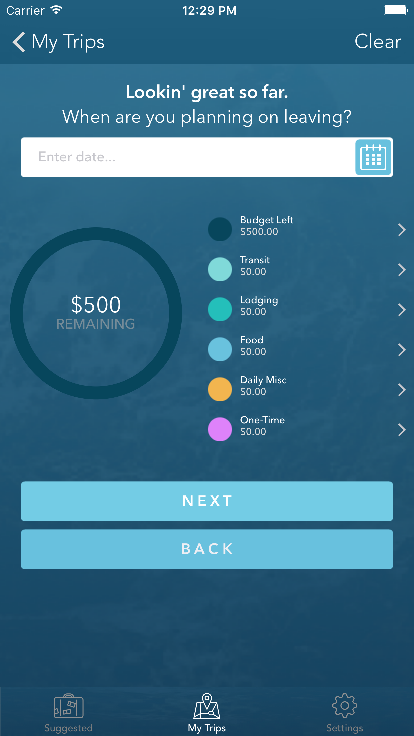 Carrier 12:29 PM
My Trips Clear
Lookin' great so far.
When are you planning on leaving?
Enter date...
Budget Left
$500.00
Transit
$0.00
Lodging
$0.00
$500
REMAINING
Food
$0.00
Daily Misc
$0.00
One-Time
$0.00
NEXT
BACK
Suggested My Trips Settings